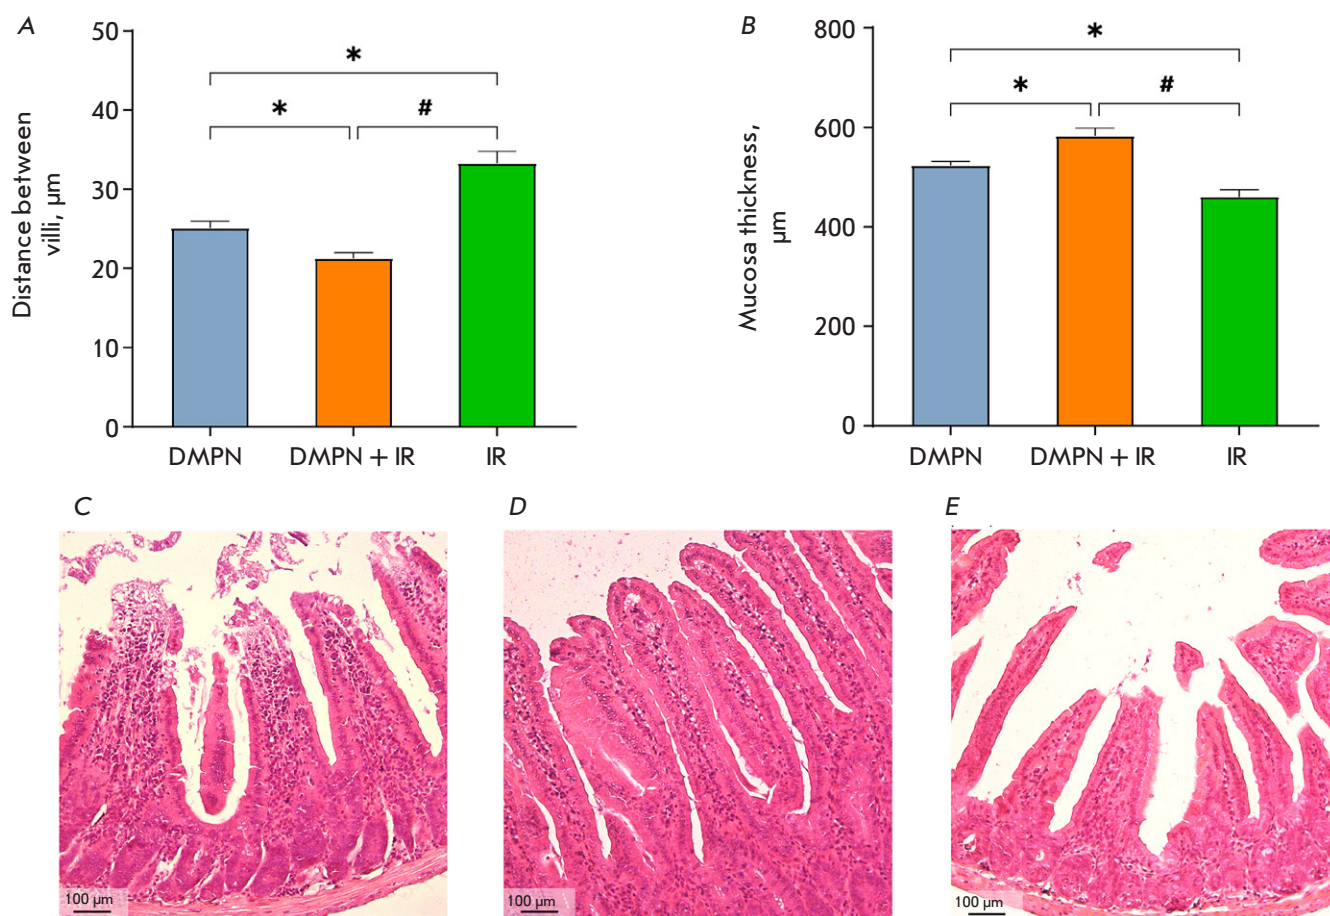 A
Distance between
villi, µm
50
40
30
20
10
0
*
*
#
DMPN
DMPN + IR
IR
B
Mucosa thickness,
µm
800
600
400
200
0
*
*
#
DMPN
DMPN + IR
IR
C
D
E
100 µm
100 µm
100 µm